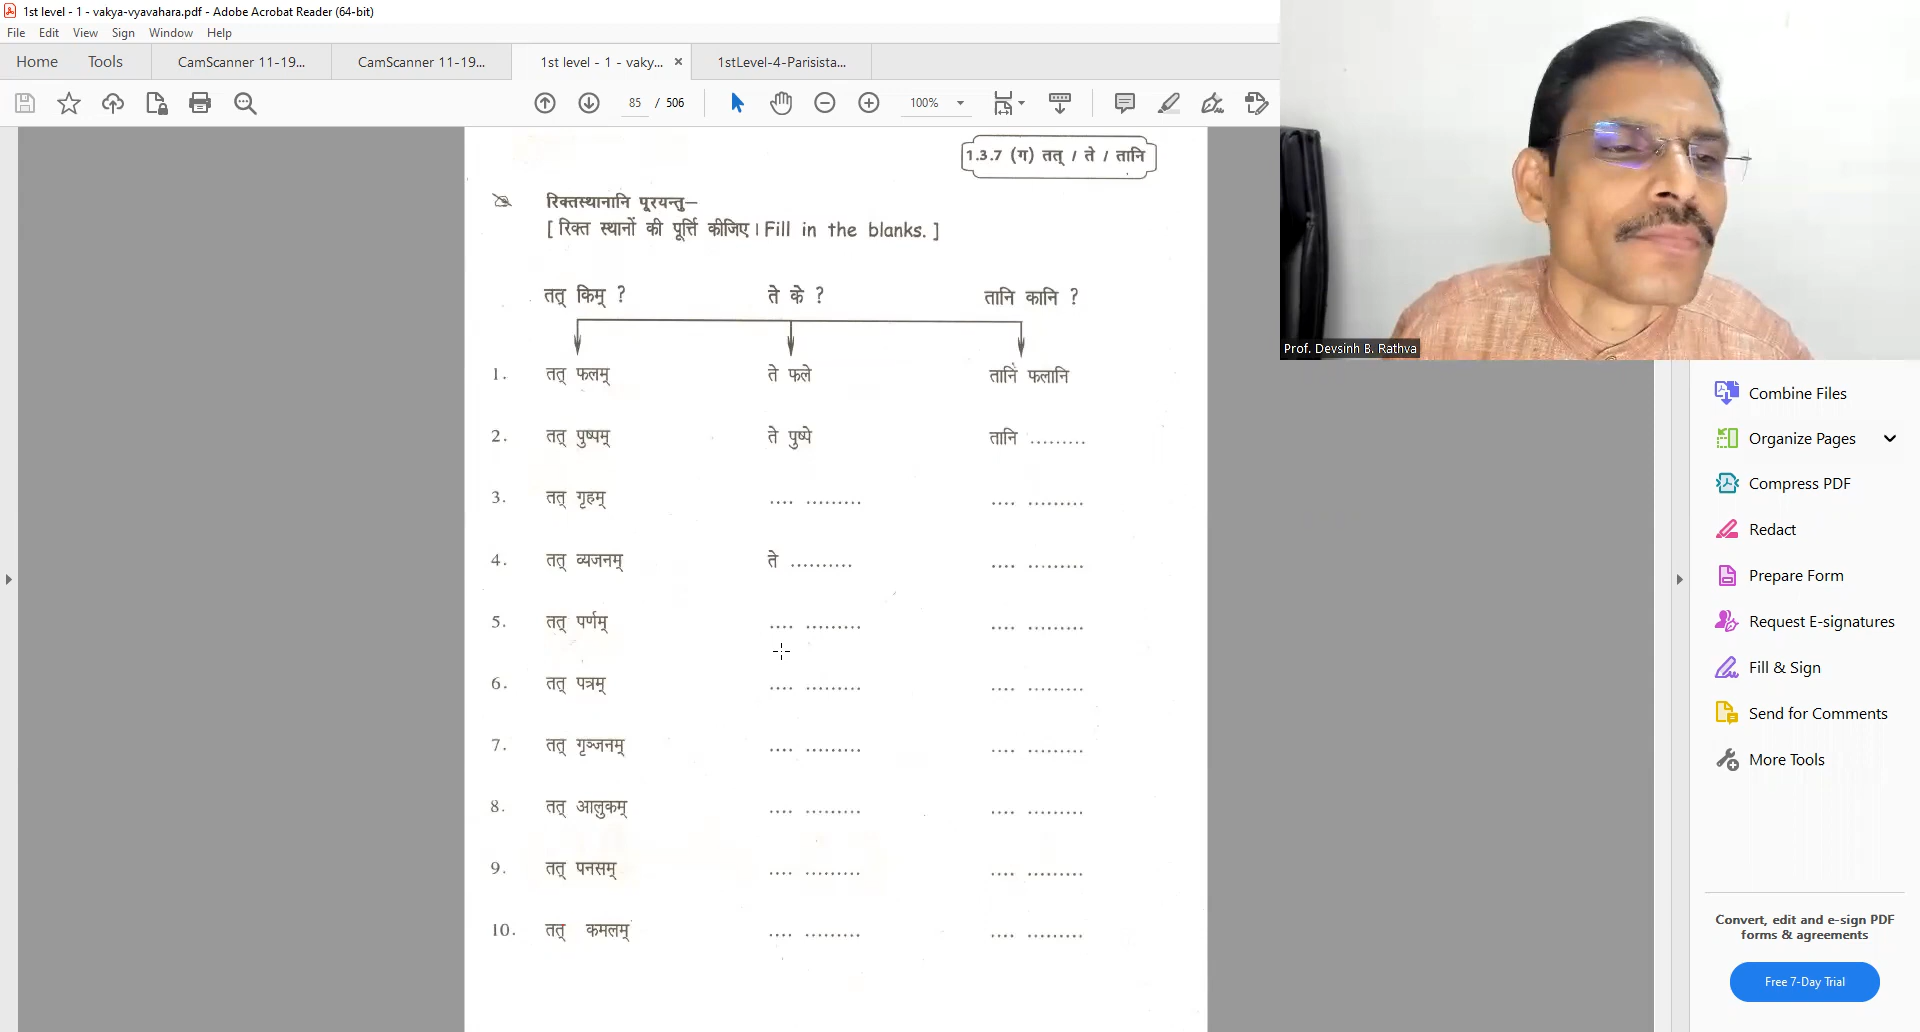 1st level - 1 - vakya-vyavahara.pdf - Adobe Acrobat Reader (64-bit)
File Edit View Sign Window Help
Home Tools CamScanner 11-19... CamScanner 11-19... 1st level - 1 - vaky... × 1stLevel-4-Parisista...
85 / 506 100%
1.3.7 (ग) तत् / ते / तानि
रिक्तस्थानानि पूरयन्तु—
[ रिक्त स्थानों की पूर्त्ति कीजिए । Fill in the blanks. ]
तत् किम् ? ते के ? तानि कानि ?
1. तत् फलम् ते फले तानि फलानि
2. तत् पुष्पम् ते पुष्पे तानि .........
3. तत् गृहम् .... ......... .... .........
4. तत् व्यजनम् ते .......... .... .........
5. तत् पर्णम् .... ......... .... .........
6. तत् पत्रम् .... ......... .... .........
7. तत् गृञ्जनम् .... ......... .... .........
8. तत् आलुकम् .... ......... .... .........
9. तत् पनसम् .... ......... .... .........
10. तत् कमलम् .... ......... .... .........
Prof. Devsinh B. Rathva
Combine Files
Organize Pages
Compress PDF
Redact
Prepare Form
Request E-signatures
Fill & Sign
Send for Comments
More Tools
Convert, edit and e-sign PDF
forms & agreements
Free 7-Day Trial